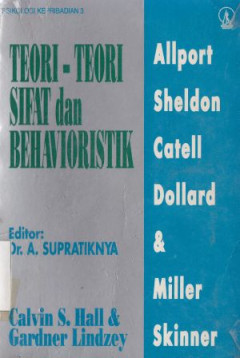 PSIKOLOGI KEPRIBADIAN 3
TEORI - TEORI
SIFAT dan
BEHAVIORISTIK
Editor:
Dr. A. SUPRATIKNYA
Calvin S. Hall &
Gardner Lindzey
Allport
Sheldon
Catell
Dollard
&
Miller
Skinner